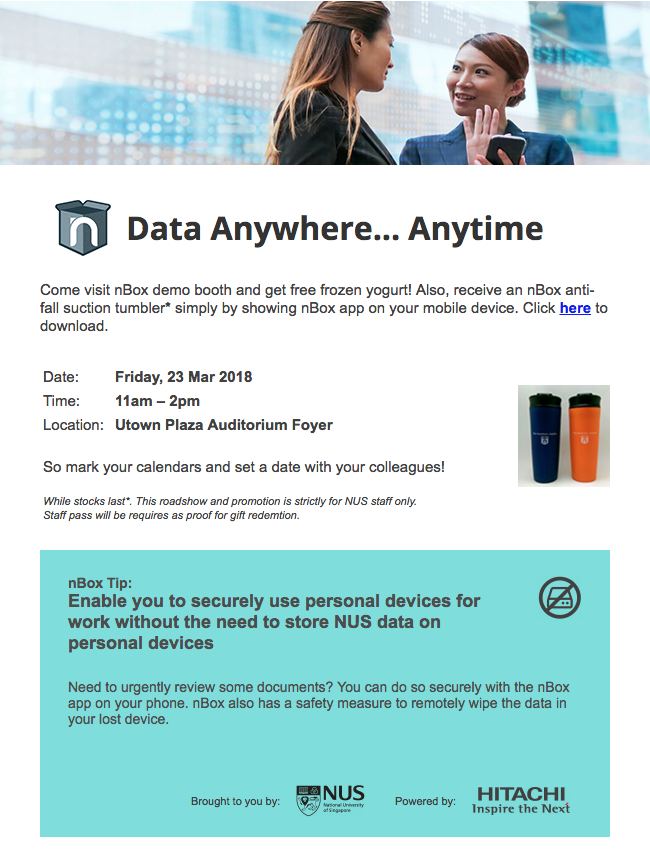 n
Data Anywhere... Anytime
Come visit nBox demo booth and get free frozen yogurt! Also, receive an nBox anti-
fall suction tumbler* simply by showing nBox app on your mobile device. Click here to
download.
Date: Friday, 23 Mar 2018
Time: 11am – 2pm
Location: Utown Plaza Auditorium Foyer
So mark your calendars and set a date with your colleagues!
While stocks last*. This roadshow and promotion is strictly for NUS staff only.
Staff pass will be requires as proof for gift redemtion.
nBox Tip:
Enable you to securely use personal devices for
work without the need to store NUS data on
personal devices
Need to urgently review some documents? You can do so securely with the nBox
app on your phone. nBox also has a safety measure to remotely wipe the data in
your lost device.
Brought to you by:
NUS
National University
of Singapore
Powered by:
HITACHI
Inspire the Next